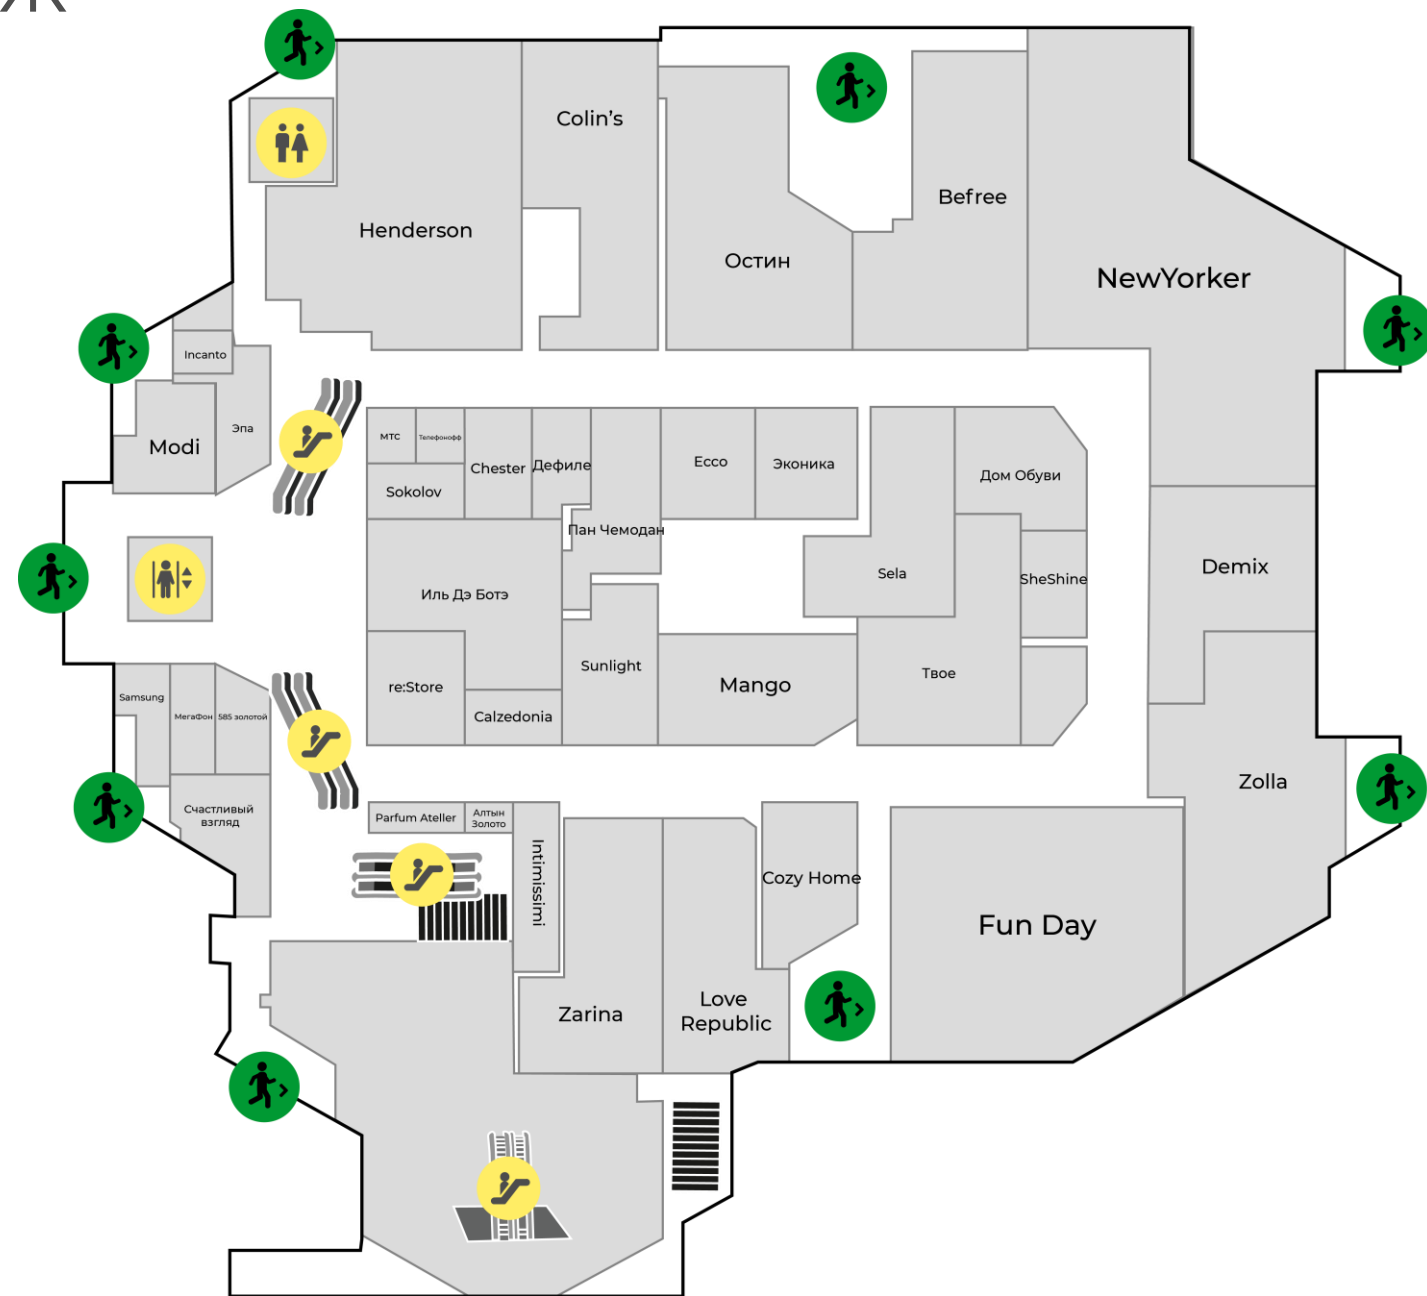 Ж
Colin's
Henderson
Остин
Befree
NewYorker
Incanto
Modi
Эпа
мтс
Телефонофф
Chester
Дефиле
Sokolov
Пан Чемодан
Ecco
Эконика
Sela
Дом Обуви
SheShine
Demix
Иль Дэ Ботэ
re:Store
Calzedonia
Sunlight
Mango
Твое
Samsung
МегаФон
585 золотой
Счастливый
взгляд
Parfum Ateller
Алтын
Золото
Intimissimi
Zarina
Love
Republic
Cozy Home
Fun Day
Zolla